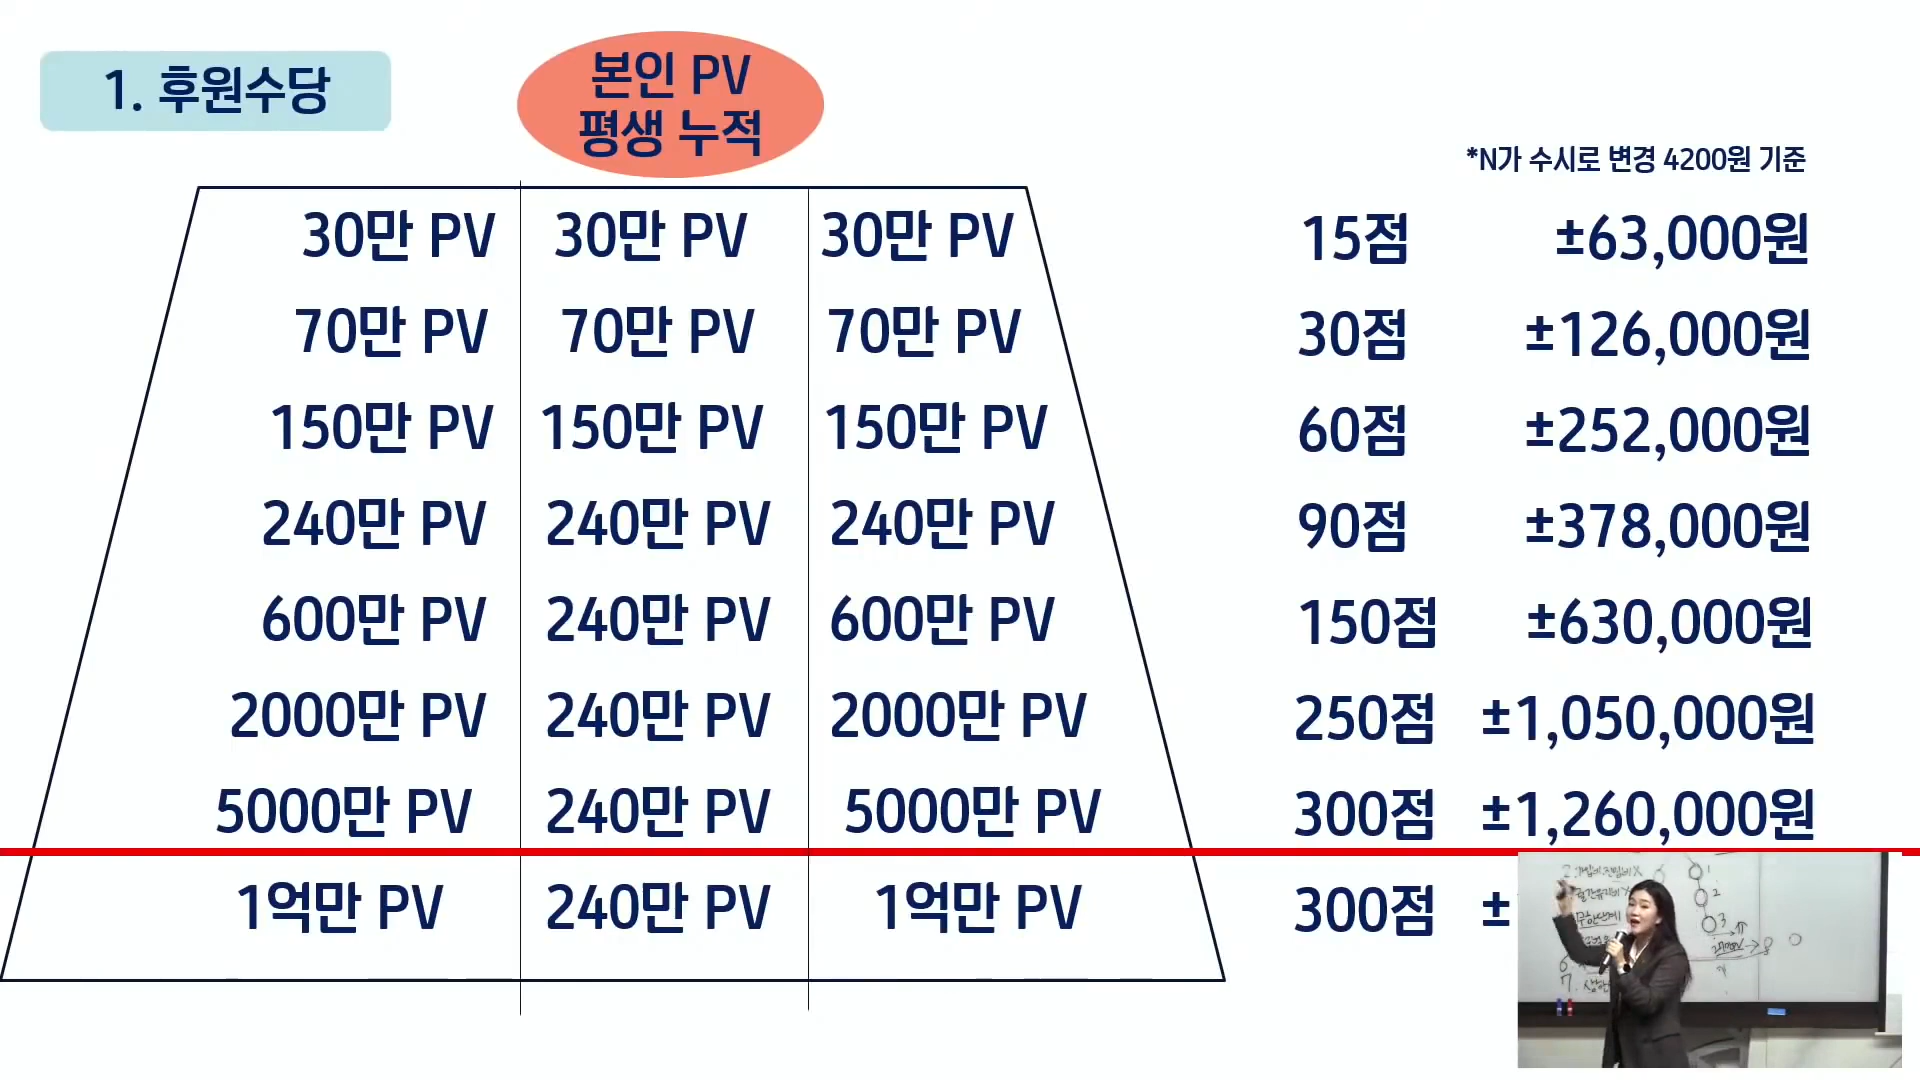 1. 후원수당
본인 PV
평생 누적
*N가 수시로 변경 4200원 기준
30만 PV 30만 PV 30만 PV 15점 ±63,000원
70만 PV 70만 PV 70만 PV 30점 ±126,000원
150만 PV 150만 PV 150만 PV 60점 ±252,000원
240만 PV 240만 PV 240만 PV 90점 ±378,000원
600만 PV 240만 PV 600만 PV 150점 ±630,000원
2000만 PV 240만 PV 2000만 PV 250점 ±1,050,000원
5000만 PV 240만 PV 5000만 PV 300점 ±1,260,000원
1억만 PV 240만 PV 1억만 PV 300점 ±
1
2
3
6
7.